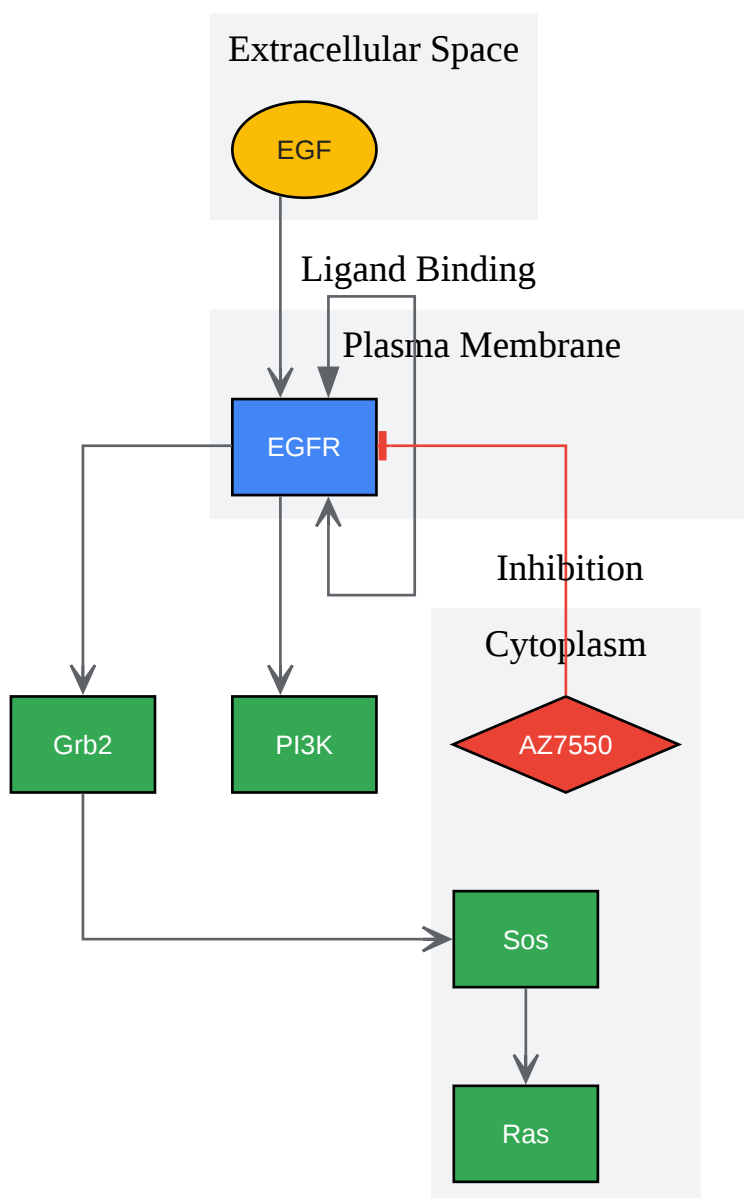 Extracellular Space
EGF
Ligand Binding
Plasma Membrane
EGFR
Inhibition
Cytoplasm
Grb2
PI3K
AZ7550
Sos
Ras